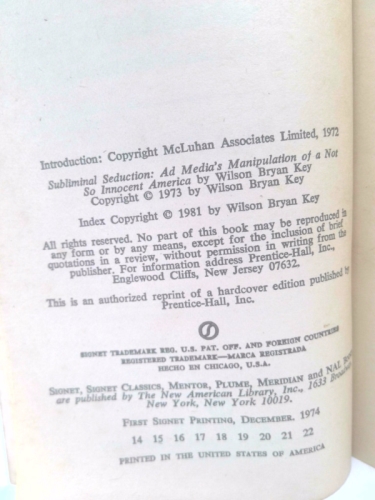 Introduction: Copyright McLuhan Associates Limited, 1972
Subliminal Seduction: Ad Media's Manipulation of a Not
So Innocent America by Wilson Bryan Key
Copyright © 1973 by Wilson Bryan Key
Index Copyright © 1981 by Wilson Bryan Key
All rights reserved. No part of this book may be reproduced in
any form or by any means, except for the inclusion of brief
quotations in a review, without permission in writing from the
publisher. For information address Prentice-Hall, Inc.,
Englewood Cliffs, New Jersey 07632.
This is an authorized reprint of a hardcover edition published by
Prentice-Hall, Inc.
SIGNET TRADEMARK REG. U.S. PAT. OFF. AND FOREIGN COUNTRIES
REGISTERED TRADEMARK—MARCA REGISTRADA
HECHO EN CHICAGO, U.S.A.
SIGNET, SIGNET CLASSICS, MENTOR, PLUME, MERIDIAN and NAL
are published by The New American Library, Inc., 1633
New York, New York 10019.
FIRST SIGNET PRINTING, DECEMBER, 1974
14 15 16 17 18 19 20 21 22
PRINTED IN THE UNITED STATES OF AMERICA